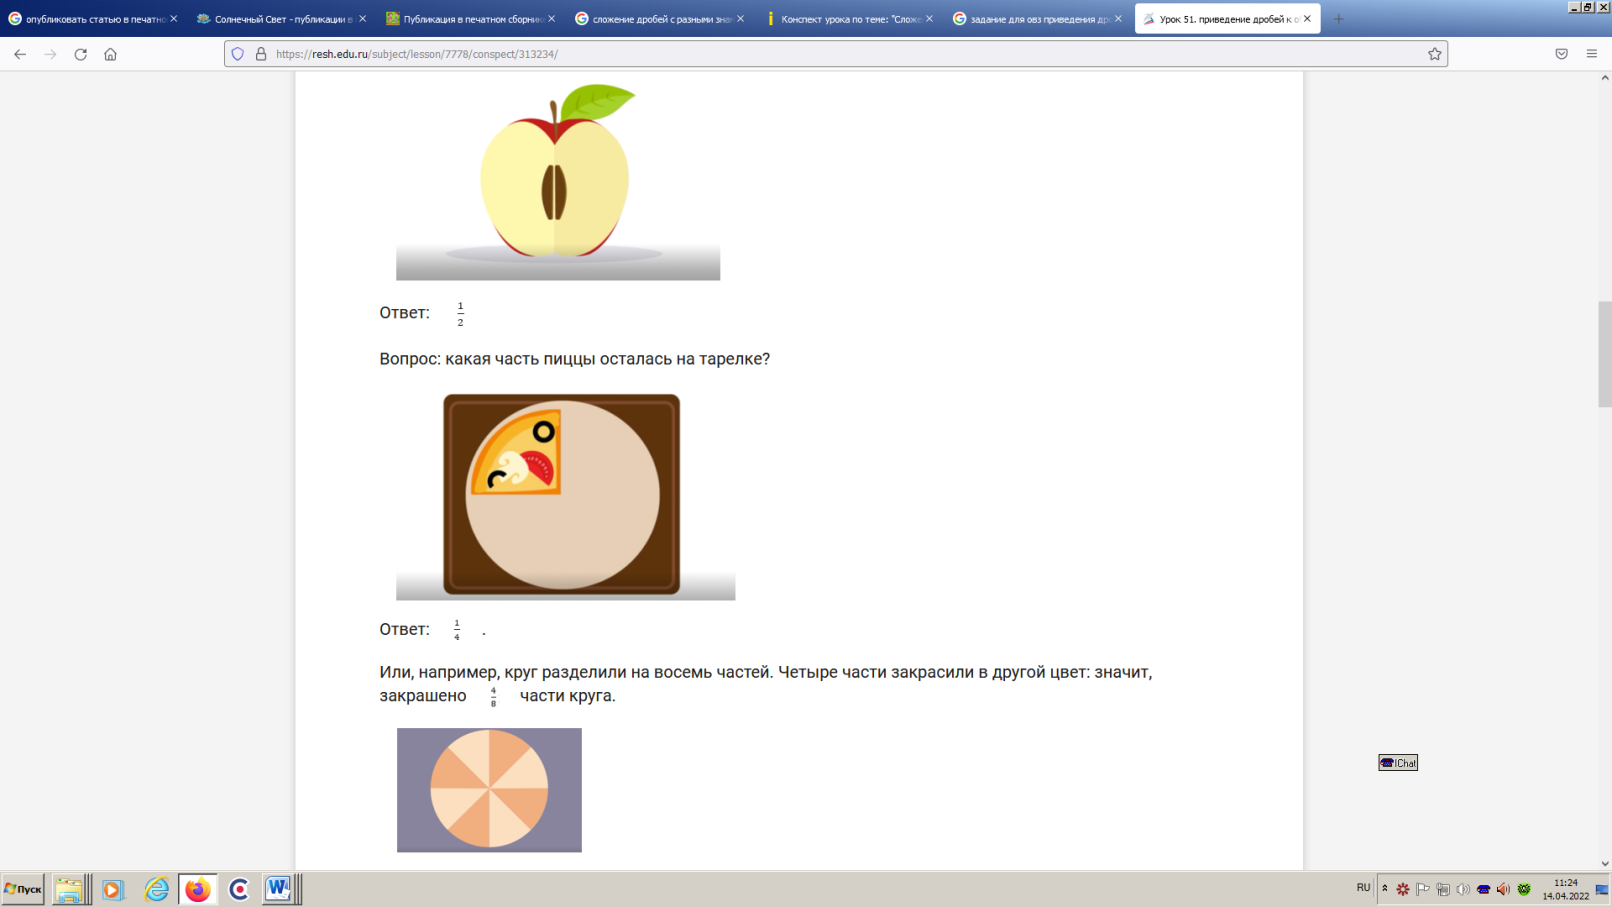 опубликовать статью в печатно
Солнечный Свет - публикации в
Публикация в печатном сборнике
сложение дробей с разными зна
Конспект урока по теме: "Сложе
задание для овз приведения др
Урок 51. приведение дробей к о
https://resh.edu.ru/subject/lesson/7778/conspect/313234/
Ответ: 1/2
Вопрос: какая часть пиццы осталась на тарелке?
Ответ: 1/4 .
Или, например, круг разделили на восемь частей. Четыре части закрасили в другой цвет: значит,
закрашено 4/8 части круга.
IChat
Пуск
RU
11:24
14.04.2022